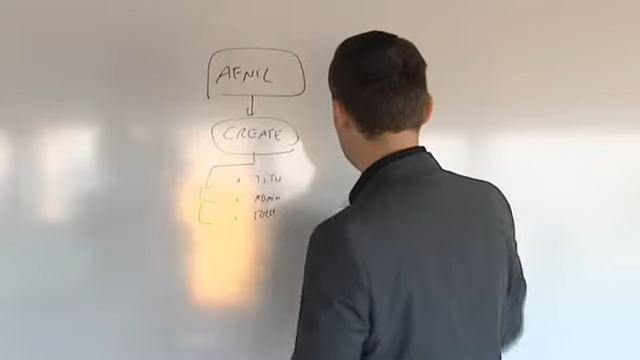 AFNIC
CREATE
• TITU
• ADMIN
• TECH